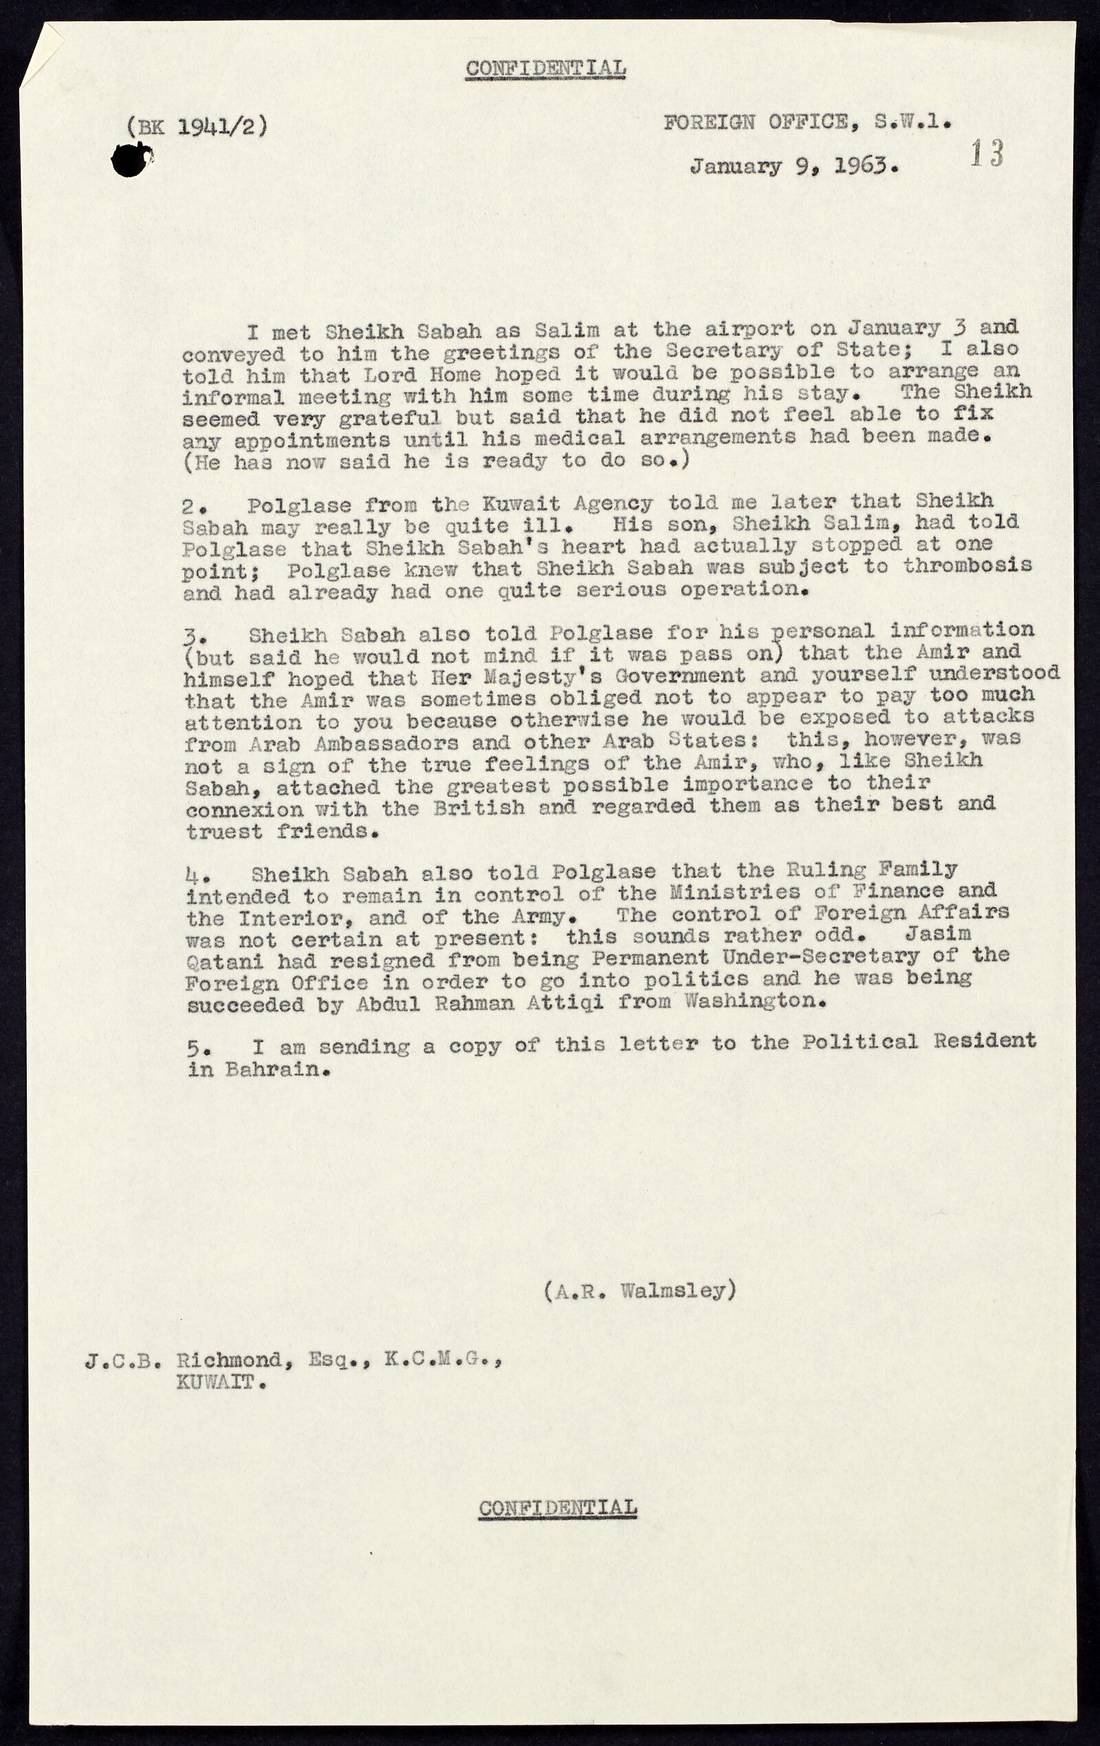 CONFIDENTIAL
(BK 1941/2)
FOREIGN OFFICE, S.W.1.
January 9, 1963.
13
I met Sheikh Sabah as Salim at the airport on January 3 and
conveyed to him the greetings of the Secretary of State; I also
told him that Lord Home hoped it would be possible to arrange an
informal meeting with him some time during his stay. The Sheikh
seemed very grateful but said that he did not feel able to fix
any appointments until his medical arrangements had been made.
(He has now said he is ready to do so.)
2. Polglase from the Kuwait Agency told me later that Sheikh
Sabah may really be quite ill. His son, Sheikh Salim, had told
Polglase that Sheikh Sabah's heart had actually stopped at one
point; Polglase knew that Sheikh Sabah was subject to thrombosis
and had already had one quite serious operation.
3. Sheikh Sabah also told Polglase for his personal information
(but said he would not mind if it was pass on) that the Amir and
himself hoped that Her Majesty's Government and yourself understood
that the Amir was sometimes obliged not to appear to pay too much
attention to you because otherwise he would be exposed to attacks
from Arab Ambassadors and other Arab States: this, however, was
not a sign of the true feelings of the Amir, who, like Sheikh
Sabah, attached the greatest possible importance to their
connexion with the British and regarded them as their best and
truest friends.
4. Sheikh Sabah also told Polglase that the Ruling Family
intended to remain in control of the Ministries of Finance and
the Interior, and of the Army. The control of Foreign Affairs
was not certain at present: this sounds rather odd. Jasim
Qatani had resigned from being Permanent Under-Secretary of the
Foreign Office in order to go into politics and he was being
succeeded by Abdul Rahman Attiqi from Washington.
5. I am sending a copy of this letter to the Political Resident
in Bahrain.
(A.R. Walmsley)
J.C.B. Richmond, Esq., K.C.M.G.,
KUWAIT.
CONFIDENTIAL